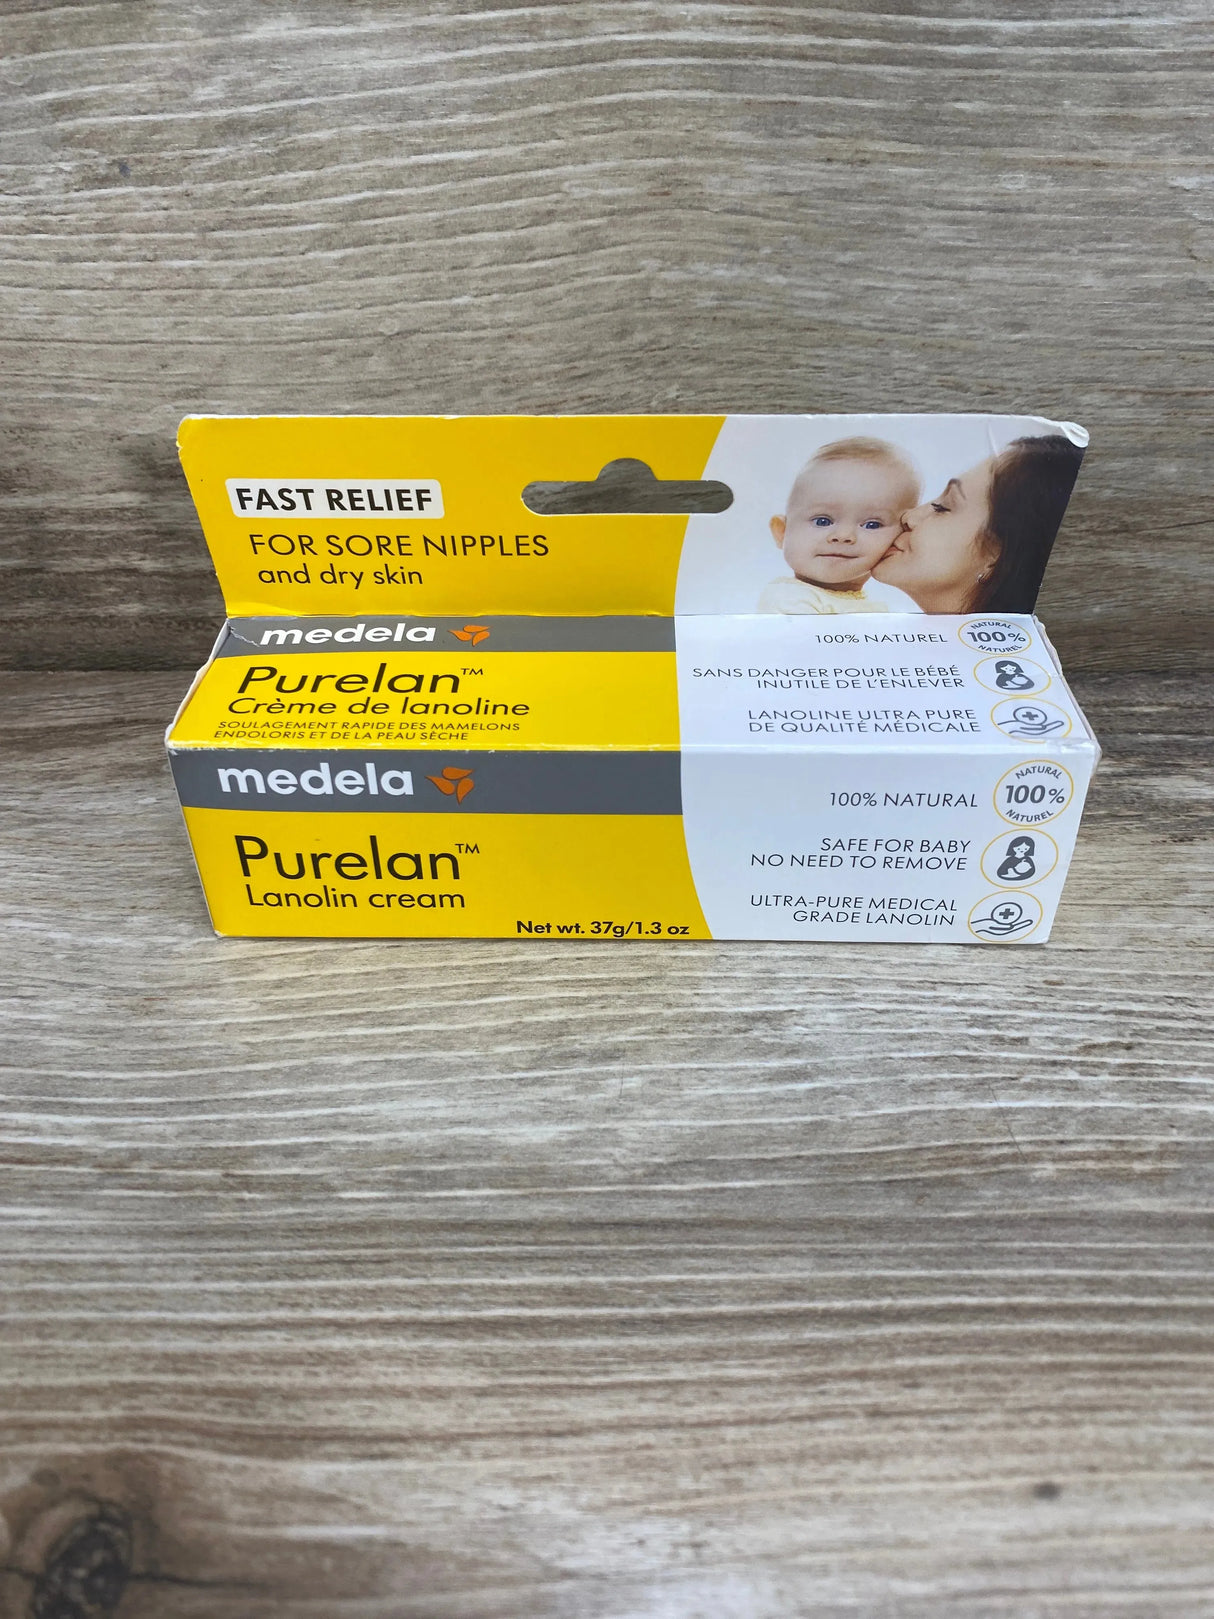 FAST RELIEF
FOR SORE NIPPLES
and dry skin
medela
Purelan™
Crème de lanoline
SOULAGEMENT RAPIDE DES MAMELONS
ENDOLORIS ET DE LA PEAU SÈCHE
100% NATUREL
NATURAL
100%
NATUREL
SANS DANGER POUR LE BÉBÉ
INUTILE DE L'ENLEVER
LANOLINE ULTRA PURE
DE QUALITÉ MÉDICALE
medela
Purelan™
Lanolin cream
Net wt. 37g/1.3 oz
100% NATURAL
NATURAL
100%
NATUREL
SAFE FOR BABY
NO NEED TO REMOVE
ULTRA-PURE MEDICAL
GRADE LANOLIN